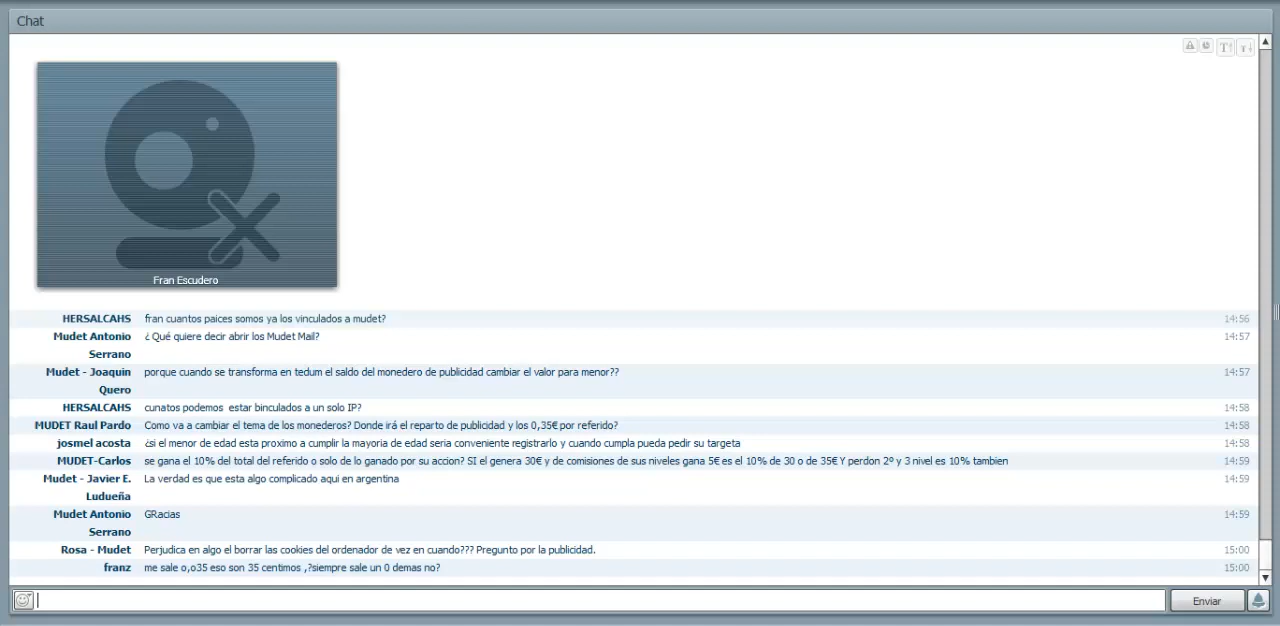 Chat
Fran Escudero
HERSALCAHS fran cuantos paices somos ya los vinculados a mudet? 14:56
Mudet Antonio Serrano ¿ Qué quiere decir abrir los Mudet Mail? 14:57
Mudet - Joaquin Quero porque cuando se transforma en tedum el saldo del monedero de publicidad cambiar el valor para menor?? 14:57
HERSALCAHS cunatos podemos estar binculados a un solo IP? 14:58
MUDET Raul Pardo Como va a cambiar el tema de los monederos? Donde irá el reparto de publicidad y los 0,35€ por referido? 14:58
josmel acosta ¿si el menor de edad esta proximo a cumplir la mayoria de edad seria conveniente registrarlo y cuando cumpla pueda pedir su targeta 14:58
MUDET-Carlos se gana el 10% del total del referido o solo de lo ganado por su accion? SI el genera 30€ y de comisiones de sus niveles gana 5€ es el 10% de 30 o de 35€ Y perdon 2º y 3 nivel es 10% tambien 14:59
Mudet - Javier E. Ludueña La verdad es que esta algo complicado aqui en argentina 14:59
Mudet Antonio Serrano GRacias 14:59
Rosa - Mudet Perjudica en algo el borrar las cookies del ordenador de vez en cuando??? Pregunto por la publicidad. 15:00
franz me sale o,o35 eso son 35 centimos ,?siempre sale un 0 demas no? 15:00
Enviar